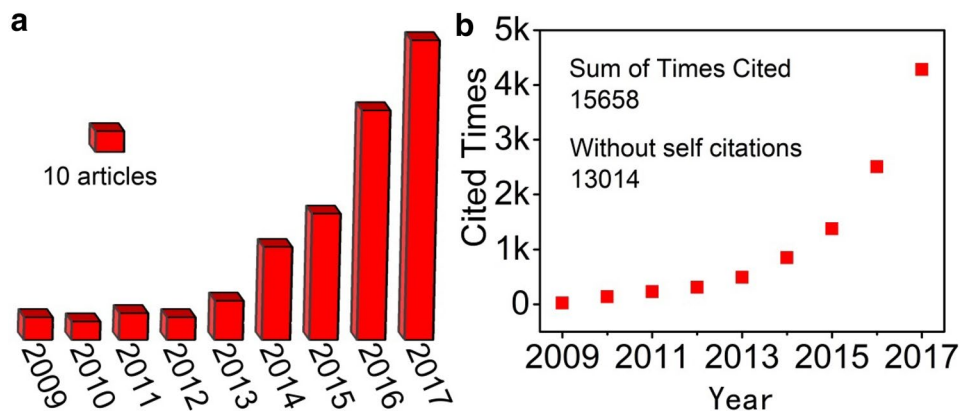 a
10 articles
2009
2010
2011
2012
2013
2014
2015
2016
2017
b
5k
4k
3k
2k
1k
0
Cited Times
Sum of Times Cited
15658
Without self citations
13014
2009 2011 2013 2015 2017
Year